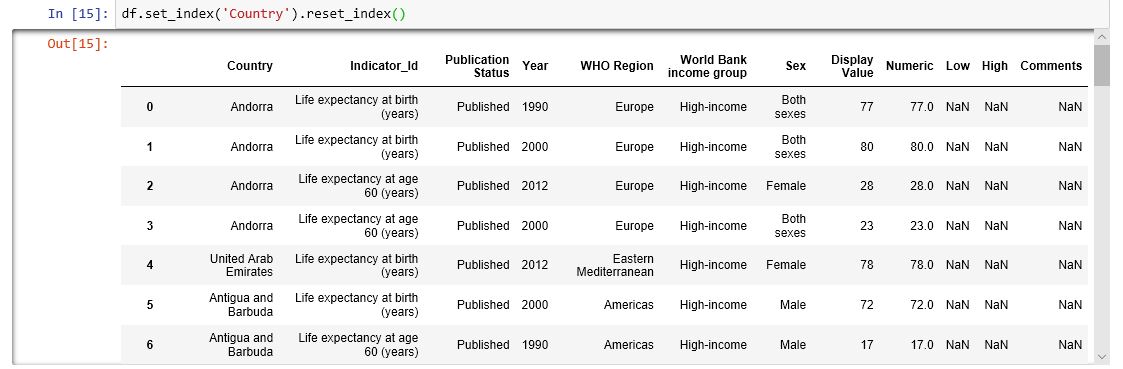 In [15]: df.set_index('Country').reset_index()
Out[15]:
Country Indicator_Id Publication Status Year WHO Region World Bank income group Sex Display Value Numeric Low High Comments
0 Andorra Life expectancy at birth (years) Published 1990 Europe High-income Both sexes 77 77.0 NaN NaN NaN
1 Andorra Life expectancy at birth (years) Published 2000 Europe High-income Both sexes 80 80.0 NaN NaN NaN
2 Andorra Life expectancy at age 60 (years) Published 2012 Europe High-income Female 28 28.0 NaN NaN NaN
3 Andorra Life expectancy at age 60 (years) Published 2000 Europe High-income Both sexes 23 23.0 NaN NaN NaN
4 United Arab Emirates Life expectancy at birth (years) Published 2012 Eastern Mediterranean High-income Female 78 78.0 NaN NaN NaN
5 Antigua and Barbuda Life expectancy at birth (years) Published 2000 Americas High-income Male 72 72.0 NaN NaN NaN
6 Antigua and Barbuda Life expectancy at age 60 (years) Published 1990 Americas High-income Male 17 17.0 NaN NaN NaN